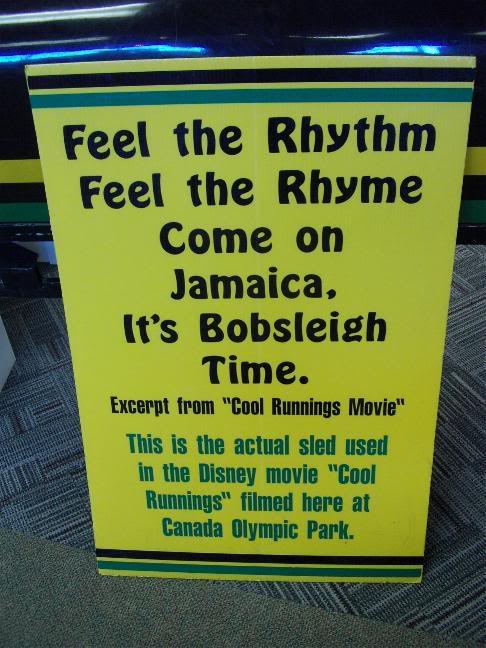 Feel the Rhythm
Feel the Rhyme
Come on
Jamaica,
It's Bobsleigh
Time.
Excerpt from "Cool Runnings Movie"
This is the actual sled used
in the Disney movie "Cool
Runnings" filmed here at
Canada Olympic Park.